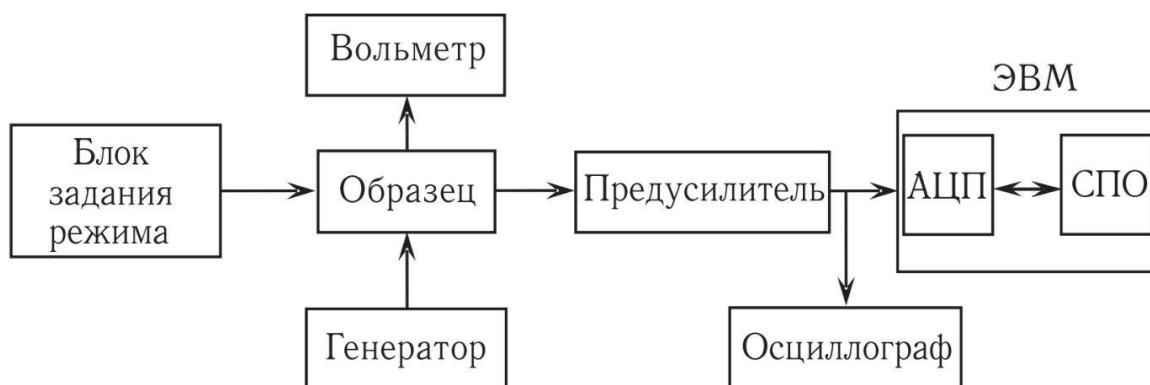 Вольметр
ЭВМ
Блок
задания
режима
Образец
Предусилитель
АЦП
СПО
Генератор
Осциллограф